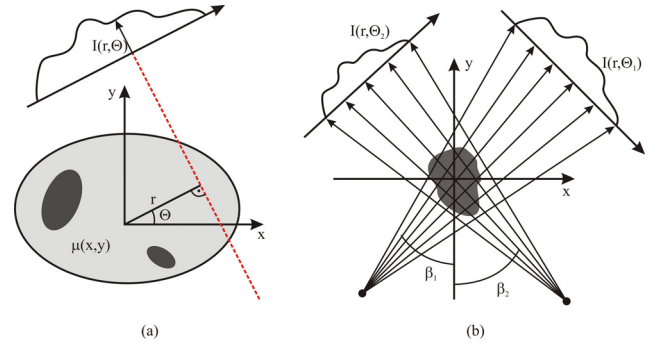 I(r,Θ)
y
r
Θ
x
μ(x,y)
(a)
I(r,Θ₂)
I(r,Θ₁)
y
x
β₁
β₂
(b)